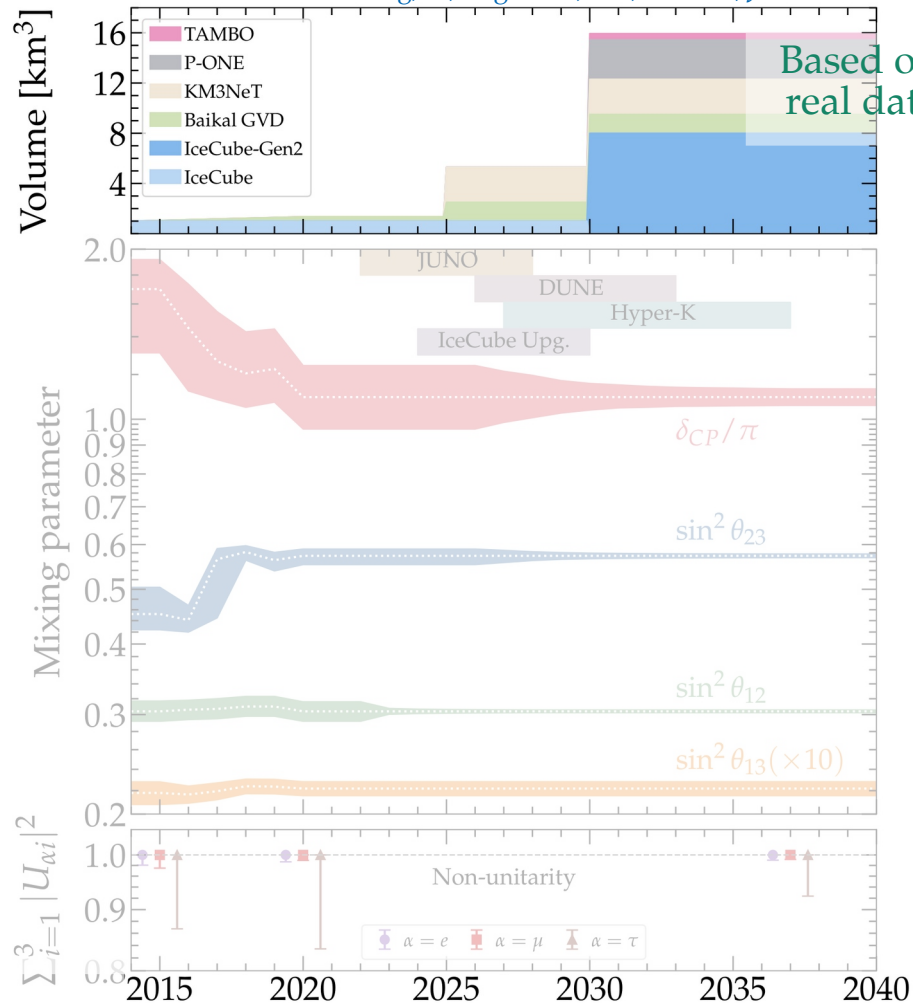 Volume [km³]
16
12
8
4
TAMBO
P-ONE
KM3NeT
Baikal GVD
IceCube-Gen2
IceCube
Based o
real dat
Mixing parameter
2.0
1.0
0.9
0.8
0.7
0.6
0.5
0.4
0.3
0.2
JUNO
DUNE
Hyper-K
IceCube Upg.
δ_CP/π
sin² θ₂₃
sin² θ₁₂
sin² θ₁₃(×10)
∑³ᵢ₌₁ |U_αi|²
1.0
0.9
0.8
Non-unitarity
α = e α = μ α = τ
2015 2020 2025 2030 2035 2040